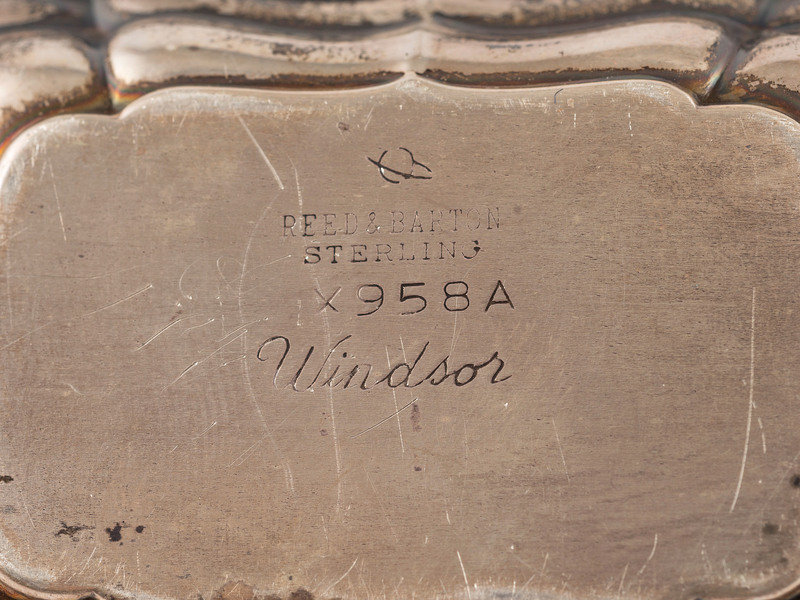 REED & BARTON
STERLING
X958A
Windsor